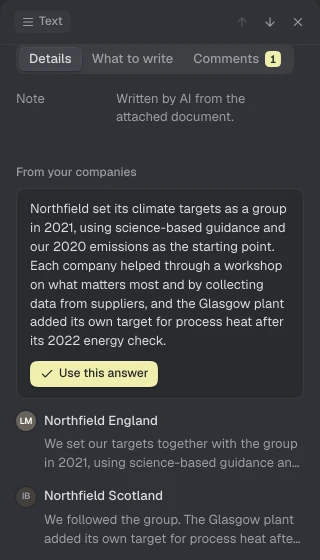 Text
Details What to write Comments 1
Note Written by AI from the
attached document.
From your companies
Northfield set its climate targets as a group
in 2021, using science-based guidance and
our 2020 emissions as the starting point.
Each company helped through a workshop
on what matters most and by collecting
data from suppliers, and the Glasgow plant
added its own target for process heat after
its 2022 energy check.
Use this answer
LM Northfield England
We set our targets together with the group
in 2021, using science-based guidance an...
IB Northfield Scotland
We followed the group. The Glasgow plant
added its own target for process heat afte...